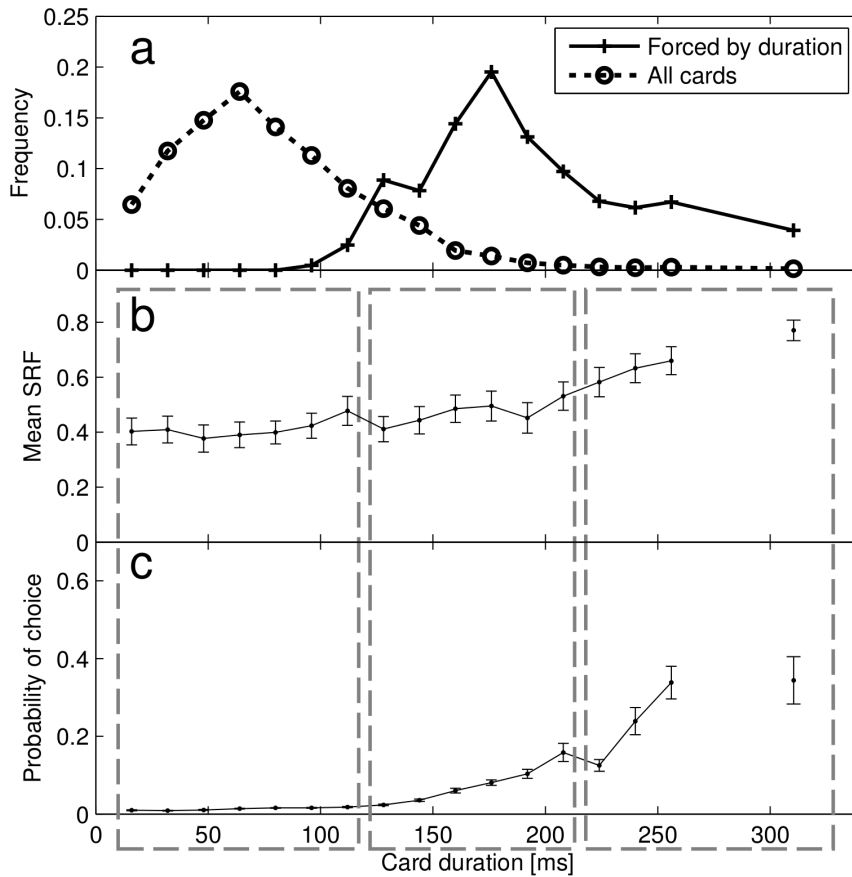 a
Forced by duration
All cards
Frequency
0.25
0.2
0.15
0.1
0.05
0
b
Mean SRF
0.8
0.6
0.4
0.2
0
c
Probability of choice
0.6
0.4
0.2
0
0 50 100 150 200 250 300
Card duration [ms]